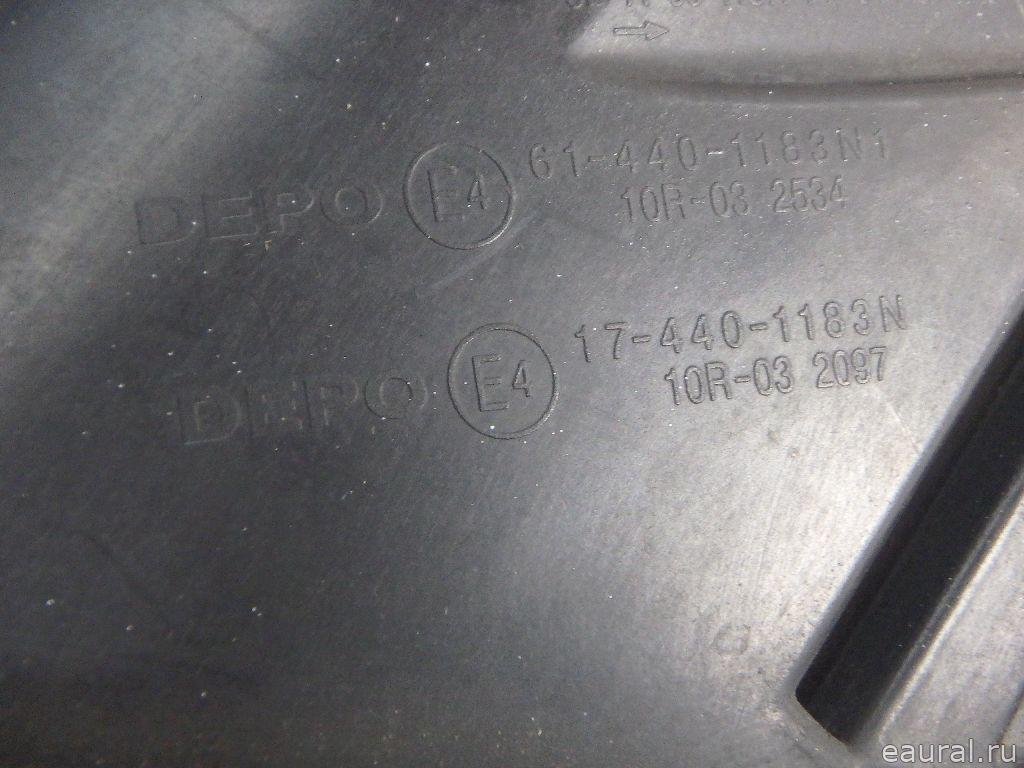 DEPO E4 61-440-1183N1
10R-03 2534
DEPO E4 17-440-1183N
10R-03 2097
eaural.ru